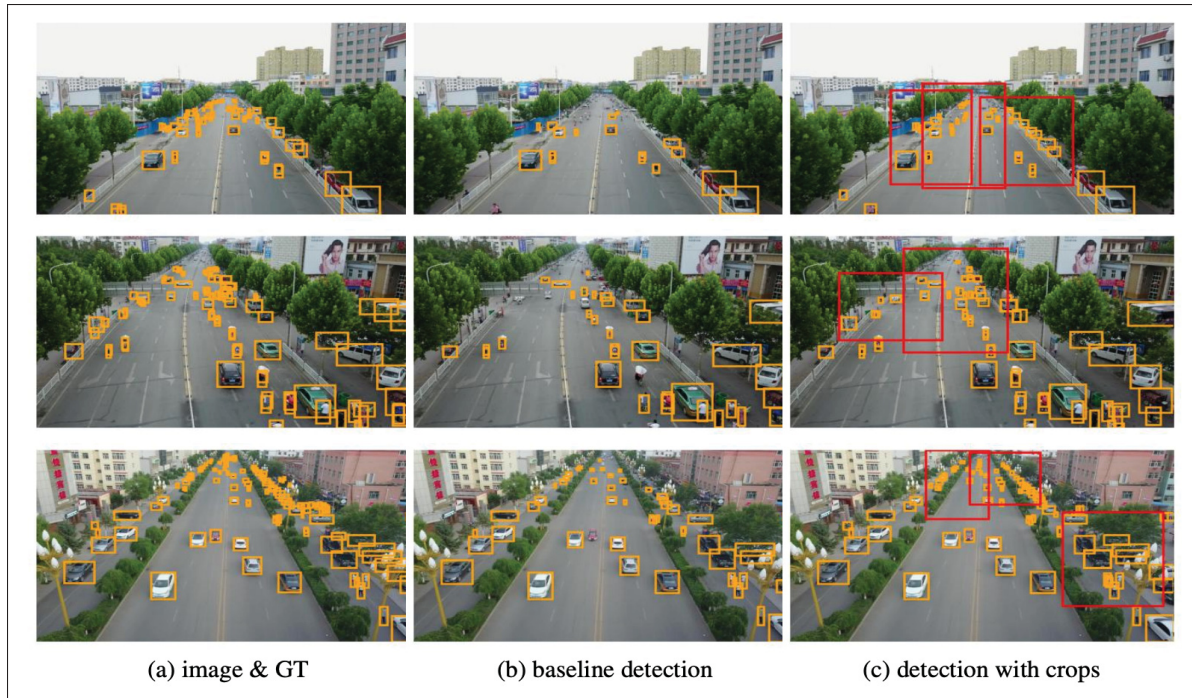 (a) image & GT
(b) baseline detection
(c) detection with crops